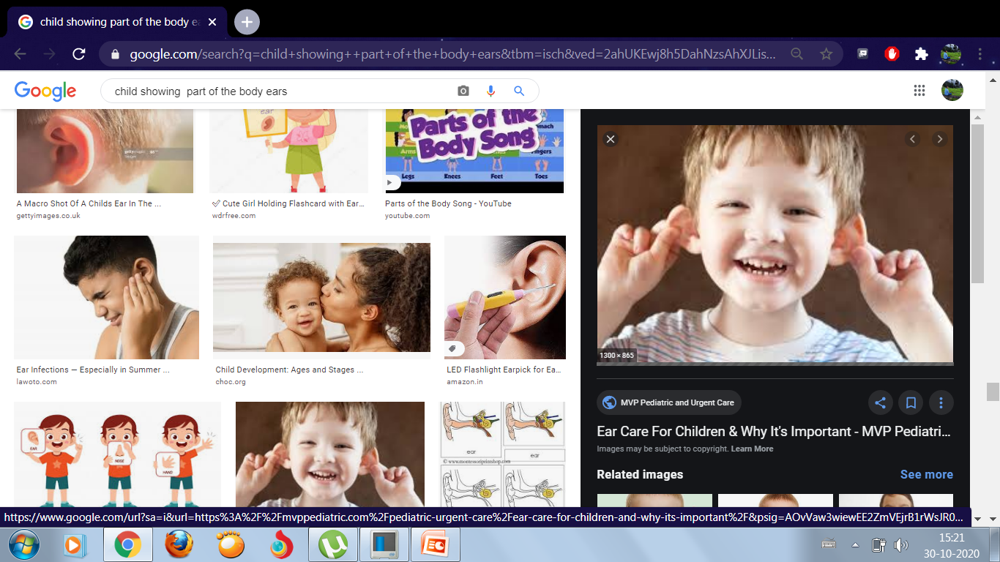 child showing part of the body ea
google.com/search?q=child+showing++part+of+the+body+ears&tbm=isch&ved=2ahUKEwj8h5DahNzsAhXJLis...
Google
child showing  part of the body ears
ear
gettyimages
Parts of the
Body Song
Arms
Fingers
Legs
Knees
Feet
Toes
A Macro Shot Of A Childs Ear In The ...
gettyimages.co.uk
Cute Girl Holding Flashcard with Ear...
wdrfree.com
Parts of the Body Song - YouTube
youtube.com
1300 × 865
Ear Infections — Especially in Summer ...
lawoto.com
Child Development: Ages and Stages ...
choc.org
LED Flashlight Earpick for Ea...
amazon.in
MVP Pediatric and Urgent Care
Ear Care For Children & Why It's Important - MVP Pediatri...
Images may be subject to copyright. Learn More
Related images
See more
EAR
NOSE
HAND
ear
ear
© www.montessoriprintshop.com
https://www.google.com/url?sa=i&url=https%3A%2F%2Fmvppediatric.com%2Fpediatric-urgent-care%2Fear-care-for-children-and-why-its-important%2F&psig=AOvVaw3wiewEE2ZmVEjrB1rWsJR0...
15:21
30-10-2020